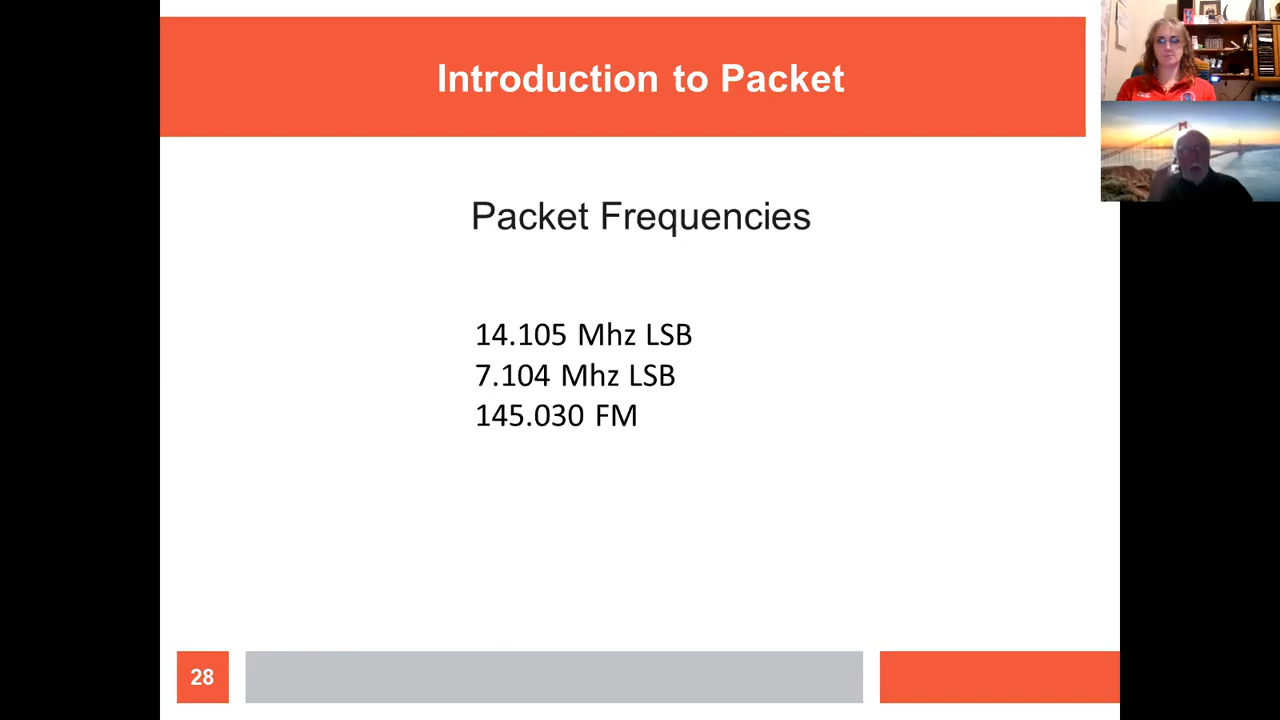 Introduction to Packet
Packet Frequencies
14.105 Mhz LSB
7.104 Mhz LSB
145.030 FM
28